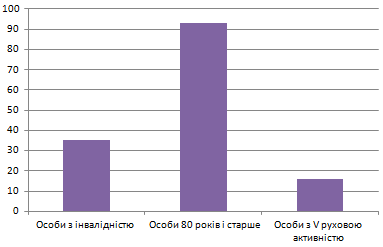 100
90
80
70
60
50
40
30
20
10
0
Особи з інвалідністю
Особи 80 років і старше
Особи з V руховою
активністю